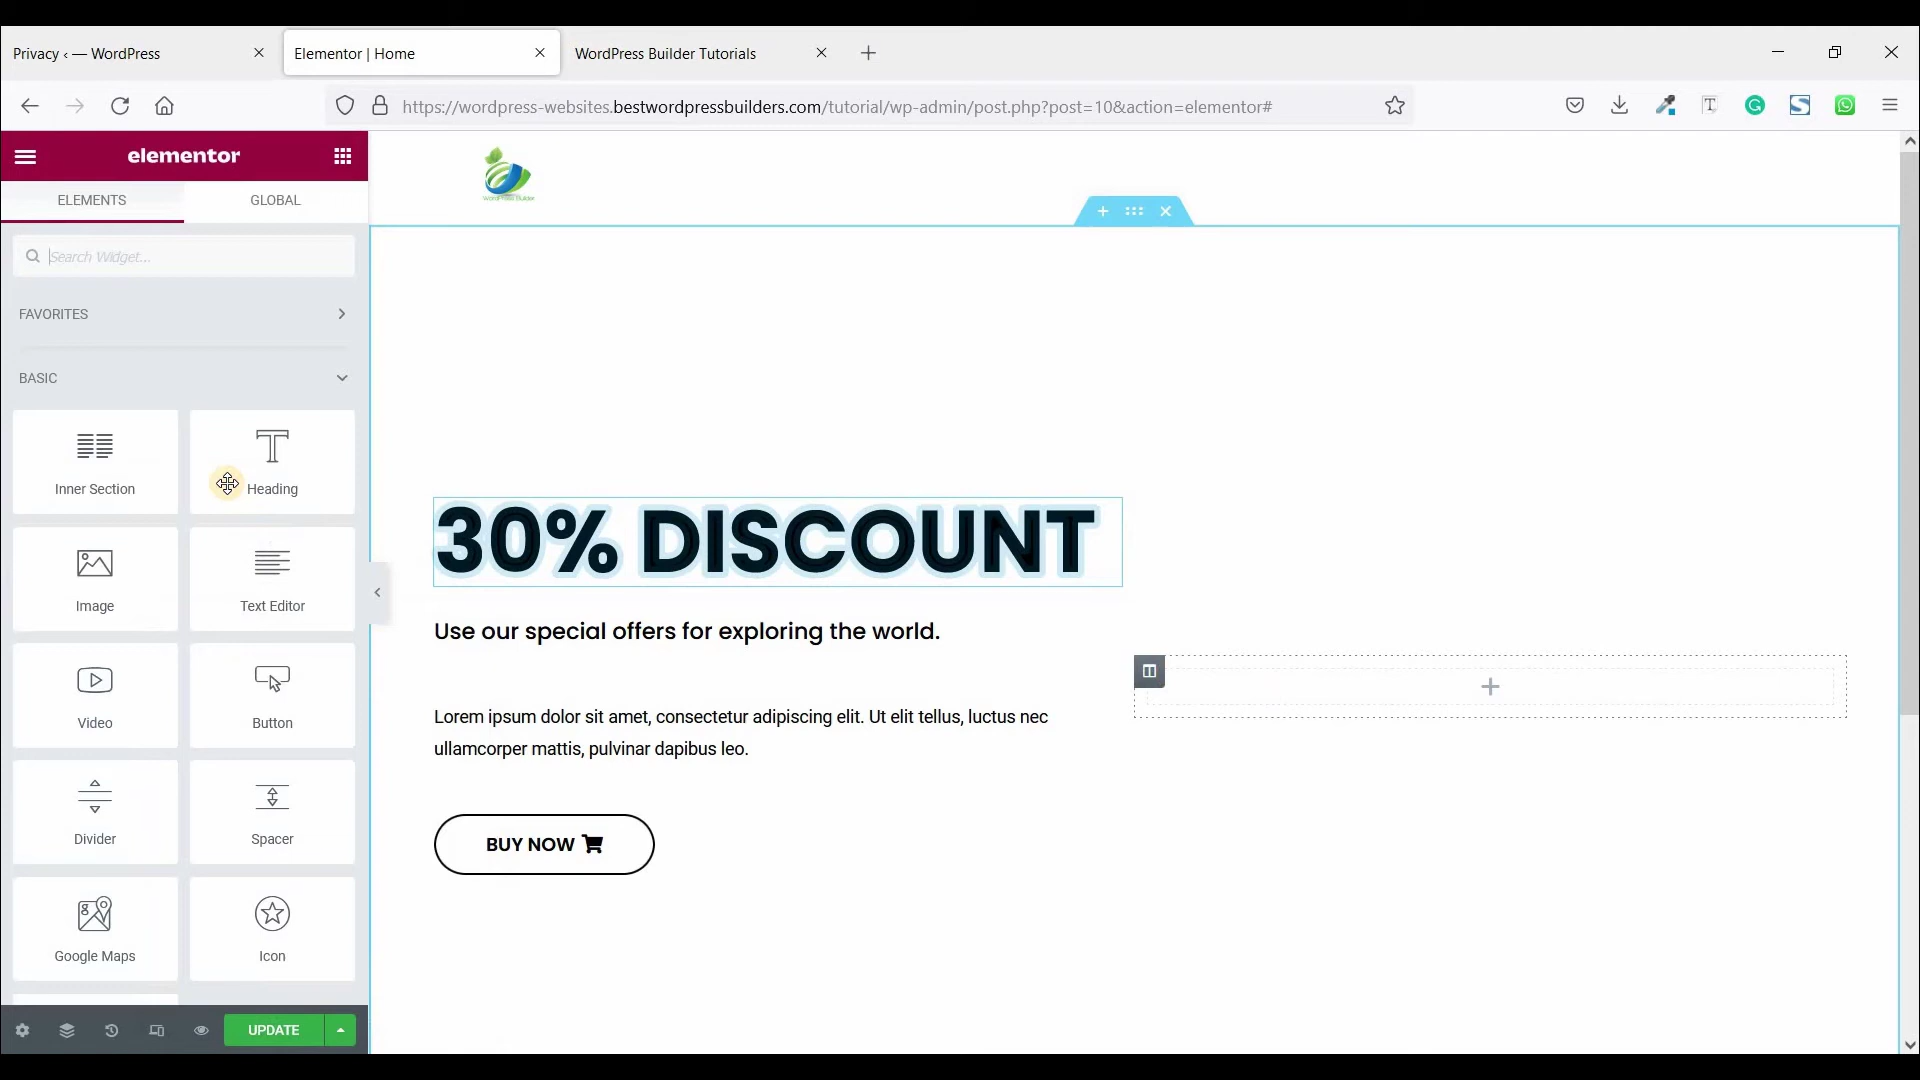 Privacy ‹ — WordPress
Elementor | Home
WordPress Builder Tutorials
https://wordpress-websites.bestwordpressbuilders.com/tutorial/wp-admin/post.php?post=10&action=elementor#
elementor
ELEMENTS
GLOBAL
Search Widget...
FAVORITES
BASIC
Inner Section
Heading
Image
Text Editor
Video
Button
Divider
Spacer
Google Maps
Icon
UPDATE
WordPress Builder
30% DISCOUNT
Use our special offers for exploring the world.
Lorem ipsum dolor sit amet, consectetur adipiscing elit. Ut elit tellus, luctus nec
ullamcorper mattis, pulvinar dapibus leo.
BUY NOW